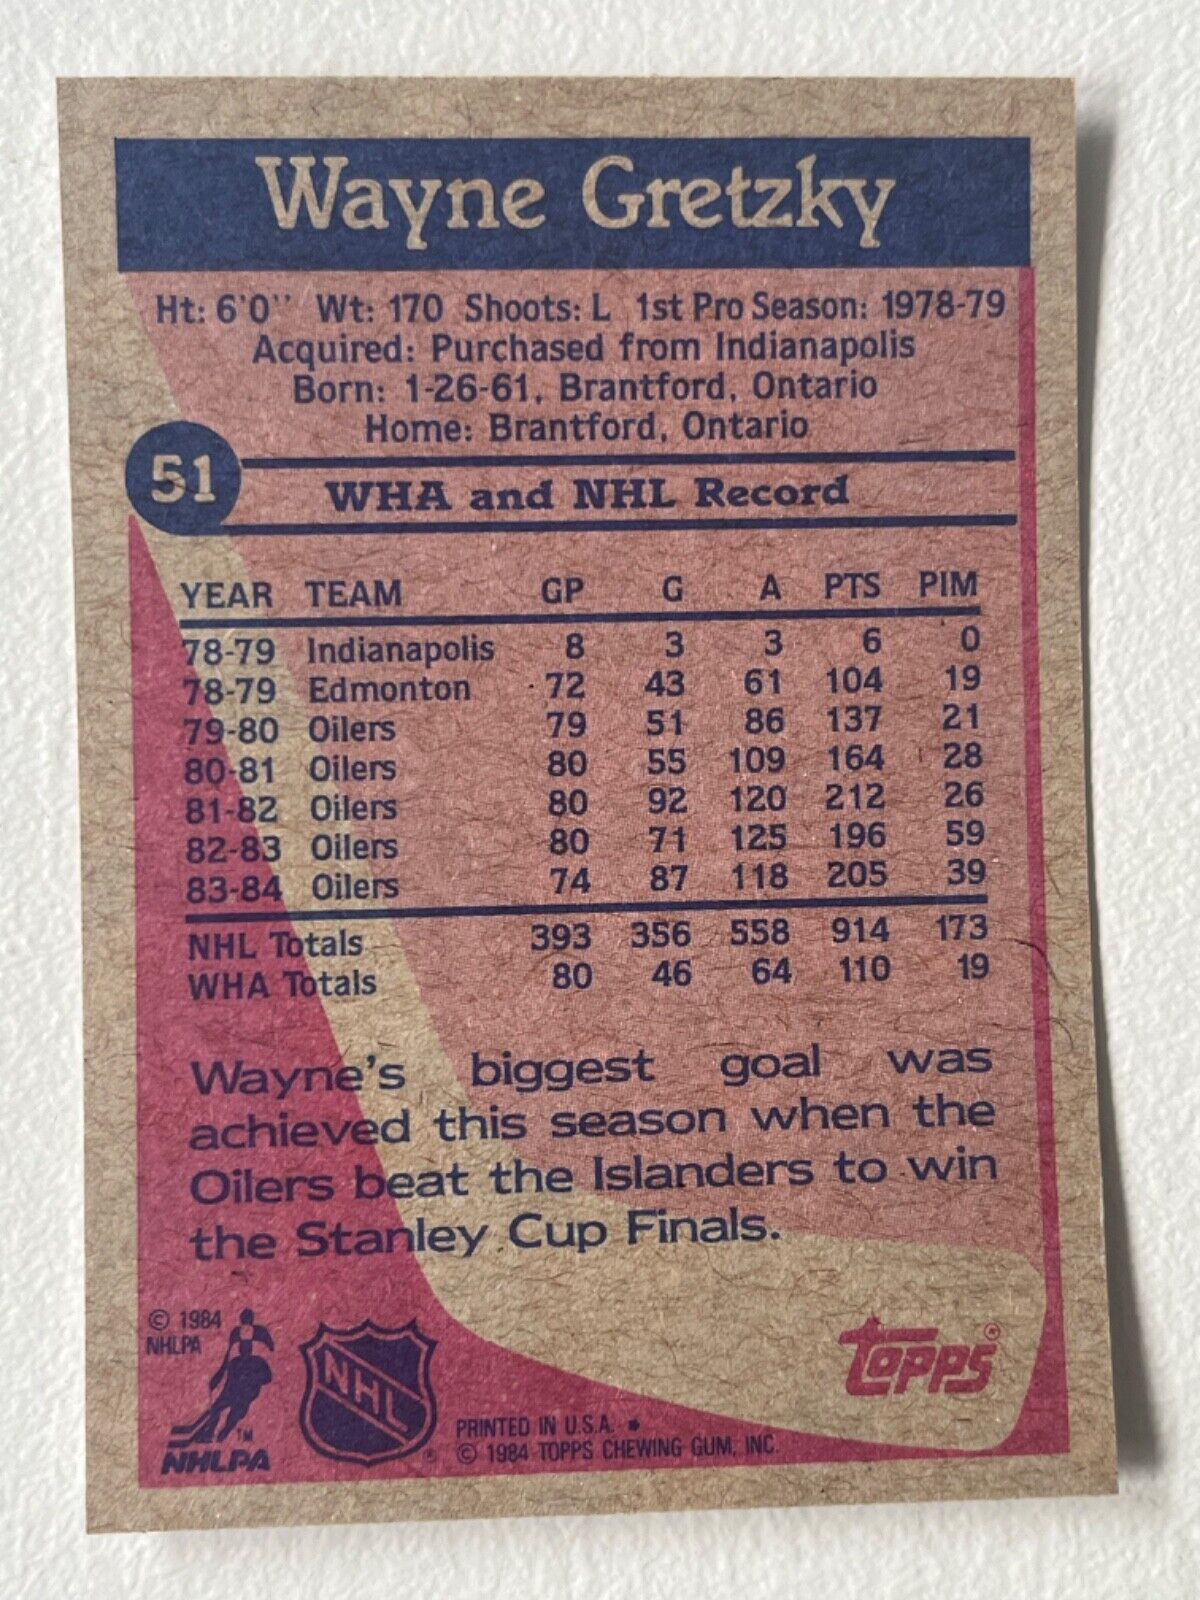 Wayne Gretzky
Ht: 6'0" Wt: 170 Shoots: L 1st Pro Season: 1978-79
Acquired: Purchased from Indianapolis
Born: 1-26-61, Brantford, Ontario
Home: Brantford, Ontario
51
WHA and NHL Record
YEAR TEAM GP G A PTS PIM
78-79 Indianapolis 8 3 3 6 0
78-79 Edmonton 72 43 61 104 19
79-80 Oilers 79 51 86 137 21
80-81 Oilers 80 55 109 164 28
81-82 Oilers 80 92 120 212 26
82-83 Oilers 80 71 125 196 59
83-84 Oilers 74 87 118 205 39
NHL Totals 393 356 558 914 173
WHA Totals 80 46 64 110 19
Wayne's biggest goal was
achieved this season when the
Oilers beat the Islanders to win
the Stanley Cup Finals.
© 1984
NHLPA
TM
NHLPA
NHL
®
TOPPS®
PRINTED IN U.S.A. *
© 1984 TOPPS CHEWING GUM, INC.